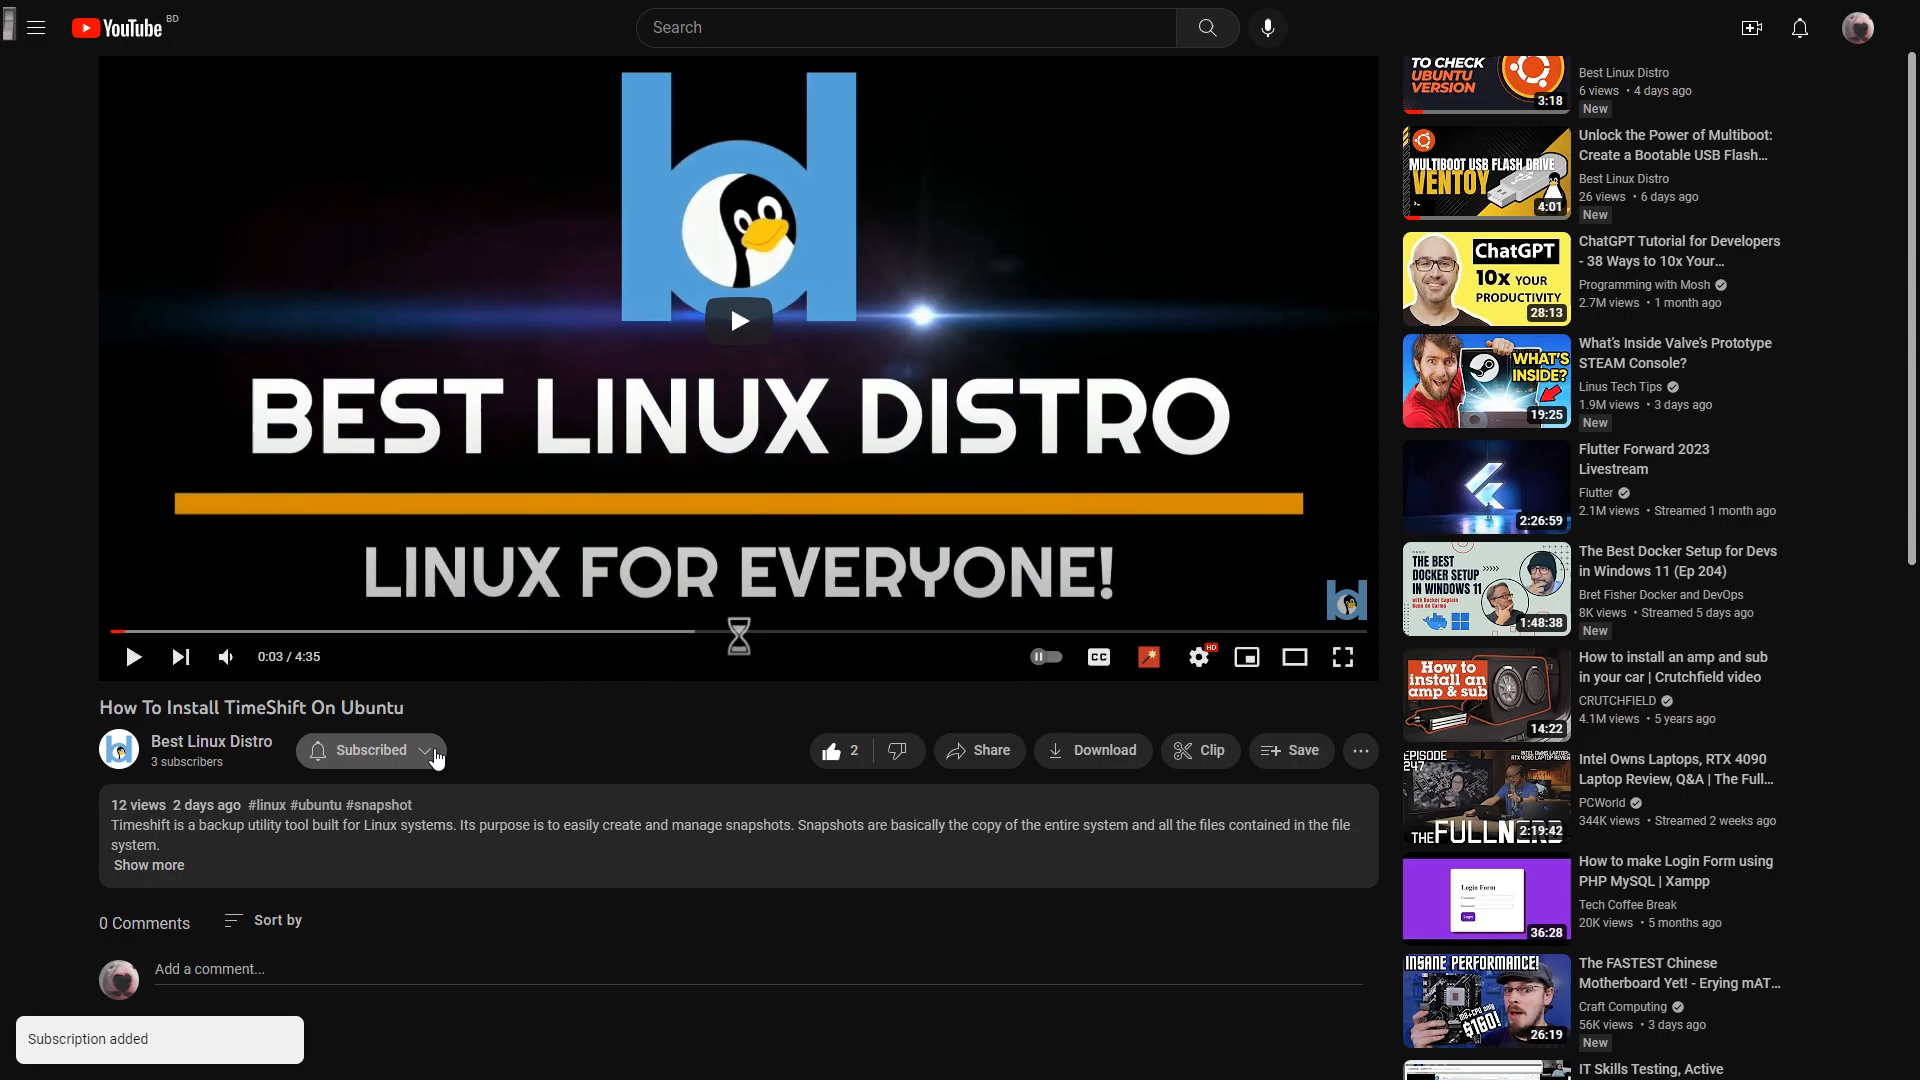 YouTube BD
Search
BEST LINUX DISTRO
LINUX FOR EVERYONE!
0:03 / 4:35
CC
HD
How To Install TimeShift On Ubuntu
Best Linux Distro
3 subscribers
Subscribed
2
Share
Download
Clip
Save
12 views 2 days ago #linux #ubuntu #snapshot
Timeshift is a backup utility tool built for Linux systems. Its purpose is to easily create and manage snapshots. Snapshots are basically the copy of the entire system and all the files contained in the file
system.
Show more
0 Comments
Sort by
Add a comment...
Subscription added
TO CHECK
UBUNTU
VERSION
3:18
Best Linux Distro
6 views • 4 days ago
New
MULTIBOOT USB FLASH DRIVE
VENTOY
4:01
Unlock the Power of Multiboot:
Create a Bootable USB Flash...
Best Linux Distro
26 views • 6 days ago
New
ChatGPT
10x YOUR
PRODUCTIVITY
28:13
ChatGPT Tutorial for Developers
- 38 Ways to 10x Your...
Programming with Mosh
2.7M views • 1 month ago
WHAT'S
INSIDE?
19:25
What's Inside Valve's Prototype
STEAM Console?
Linus Tech Tips
1.9M views • 3 days ago
New
2:26:59
Flutter Forward 2023
Livestream
Flutter
2.1M views • Streamed 1 month ago
THE BEST
DOCKER SETUP
IN WINDOWS 11
1:48:38
The Best Docker Setup for Devs
in Windows 11 (Ep 204)
Bret Fisher Docker and DevOps
8K views • Streamed 5 days ago
New
How to
install an
amp & sub
14:22
How to install an amp and sub
in your car | Crutchfield video
CRUTCHFIELD
4.1M views • 5 years ago
EPISODE
247
THE FULL NERD
2:19:42
Intel Owns Laptops, RTX 4090
Laptop Review, Q&A | The Full...
PCWorld
344K views • Streamed 2 weeks ago
Login Form
Login
36:28
How to make Login Form using
PHP MySQL | Xampp
Tech Coffee Break
20K views • 5 months ago
INSANE PERFORMANCE!
MB+CPU only
$160!
26:19
The FASTEST Chinese
Motherboard Yet! - Erying mAT...
Craft Computing
56K views • 3 days ago
New
IT Skills Testing, Active